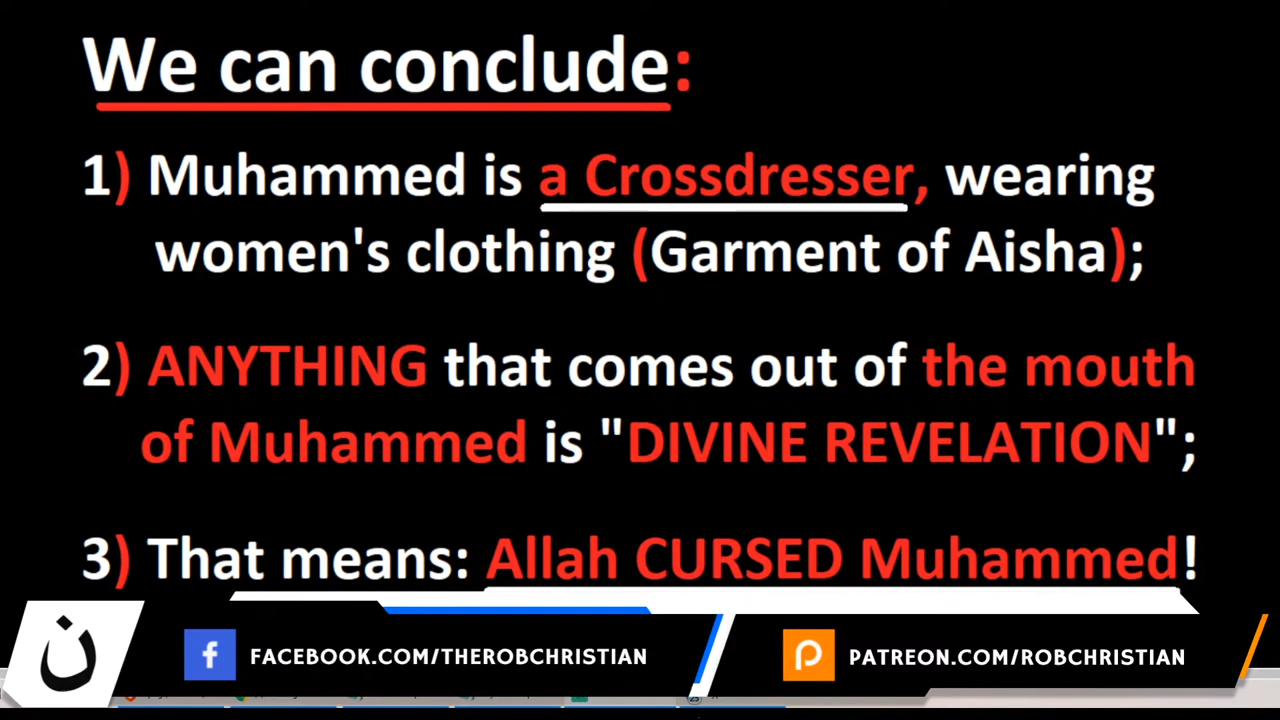 We can conclude:
1) Muhammed is a Crossdresser, wearing
women's clothing (Garment of Aisha);
2) ANYTHING that comes out of the mouth
of Muhammed is "DIVINE REVELATION";
3) That means: Allah CURSED Muhammed!
ن
f
FACEBOOK.COM/THEROBCHRISTIAN
PATREON.COM/ROBCHRISTIAN